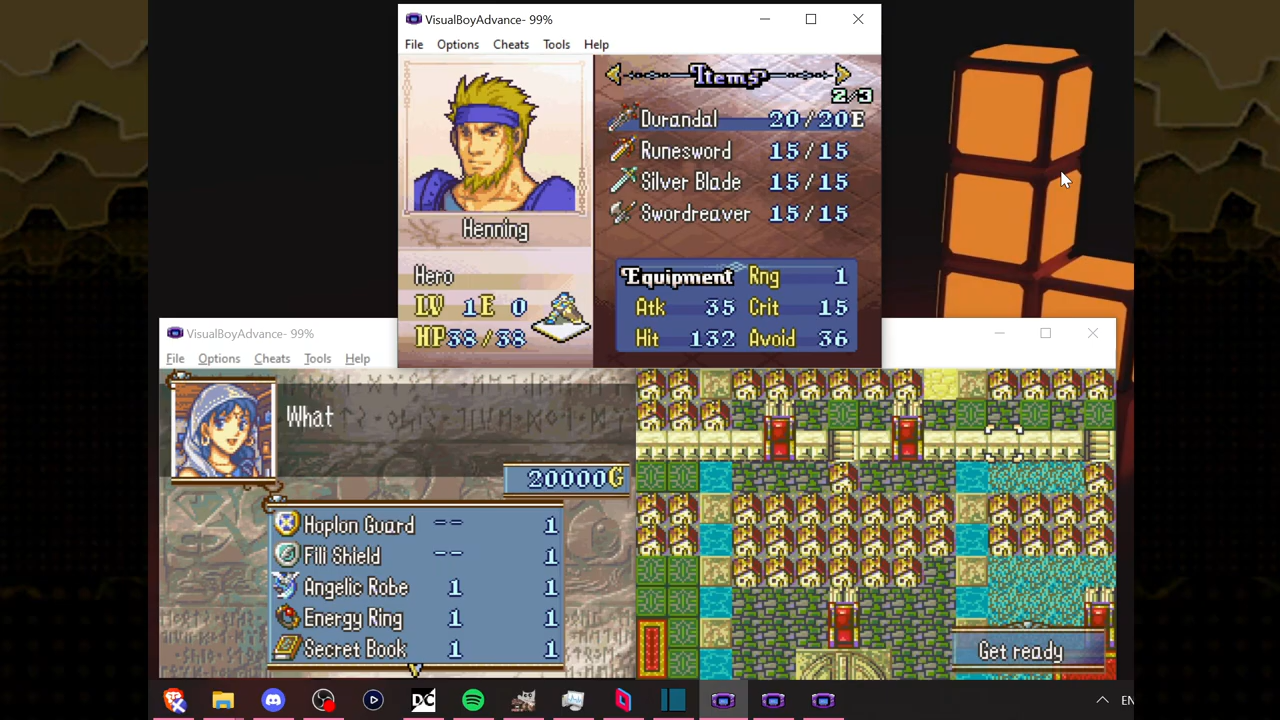 VisualBoyAdvance- 99%
File Options Cheats Tools Help
Items
2/3
Durandal 20/20E
Runesword 15/15
Silver Blade 15/15
Swordreaver 15/15
Henning
Hero
LV 1E 0
HP38/38
Equipment Rng 1
Atk 35 Crit 15
Hit 132 Avoid 36
VisualBoyAdvance- 99%
File Options Cheats Tools Help
What
20000G
Hoplon Guard -- 1
Fili Shield -- 1
Angelic Robe 1 1
Energy Ring 1 1
Secret Book 1 1
Get ready
DC
EN